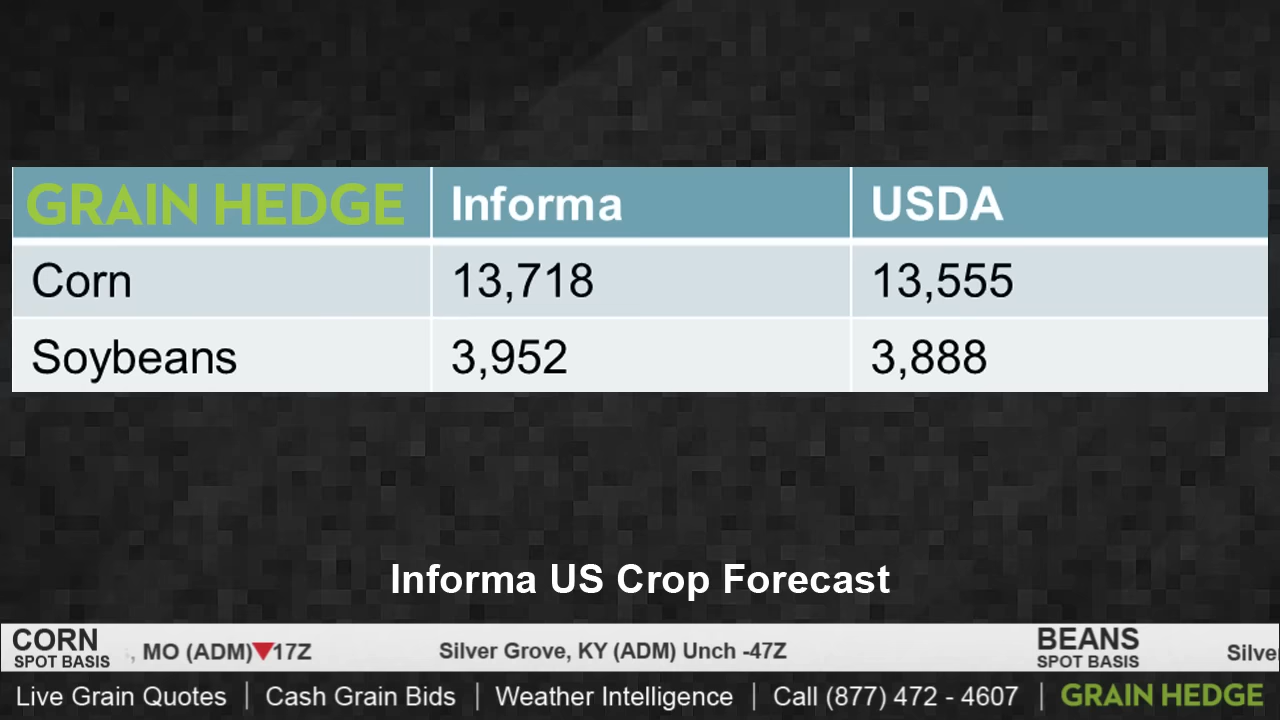 GRAIN HEDGE Informa USDA
Corn 13,718 13,555
Soybeans 3,952 3,888
Informa US Crop Forecast
CORN SPOT BASIS , MO (ADM)▼17Z Silver Grove, KY (ADM) Unch -47Z BEANS SPOT BASIS Silve
Live Grain Quotes | Cash Grain Bids | Weather Intelligence | Call (877) 472 - 4607 | GRAIN HEDGE